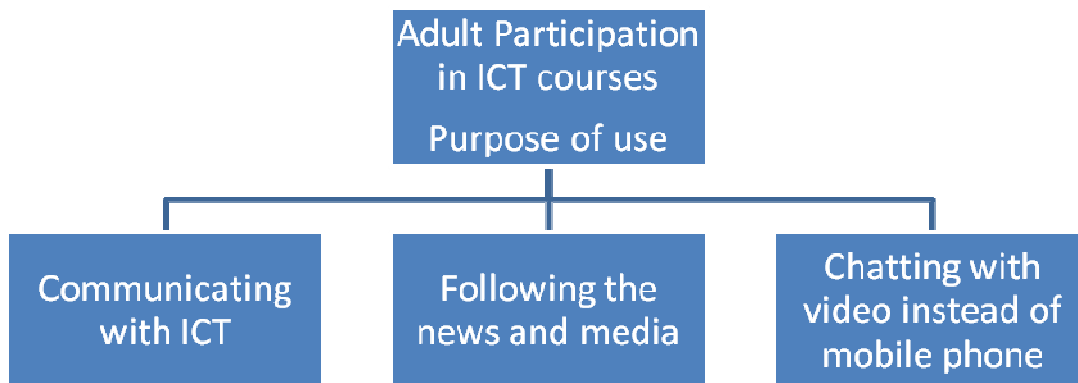 Adult Participation
in ICT courses
Purpose of use
Communicating
with ICT
Following the
news and media
Chatting with
video instead of
mobile phone